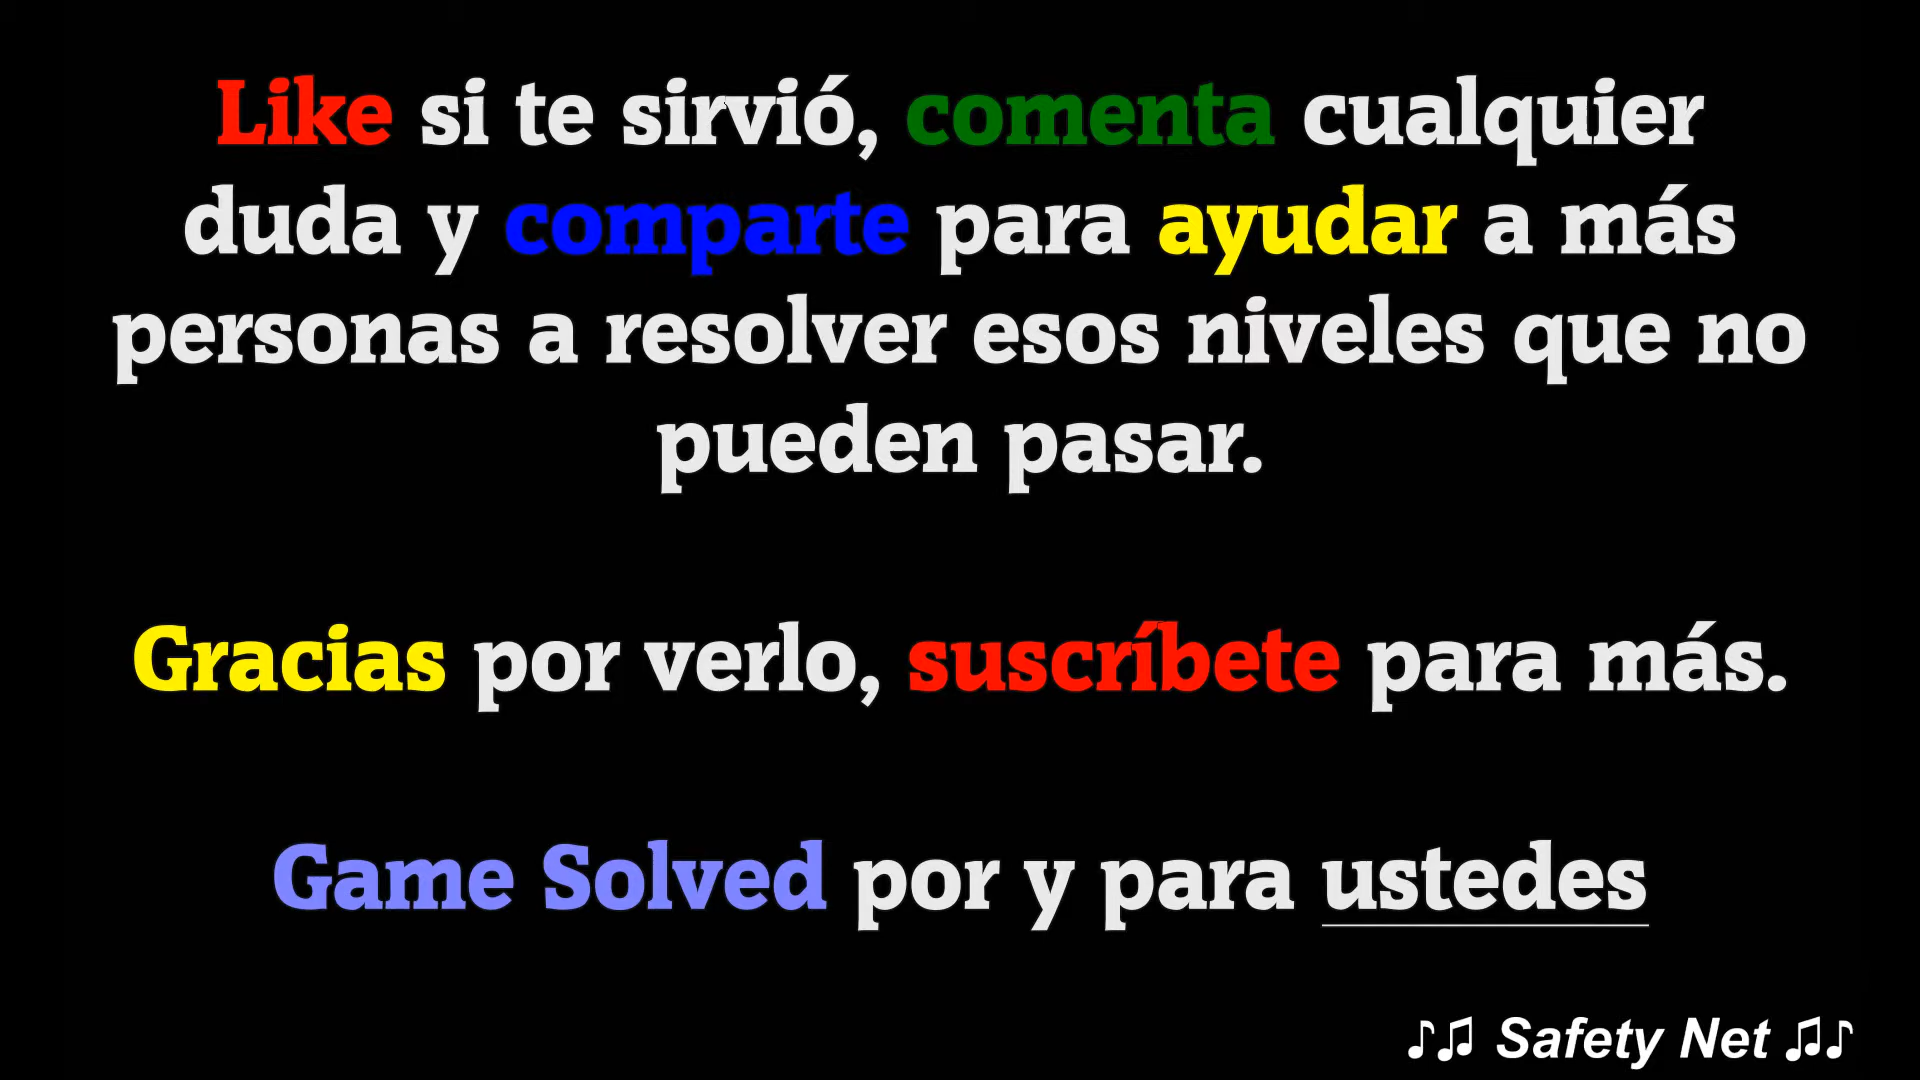 Like si te sirvió, comenta cualquier
duda y comparte para ayudar a más
personas a resolver esos niveles que no
pueden pasar.
Gracias por verlo, suscríbete para más.
Game Solved por y para ustedes
♪♫ Safety Net ♫♪